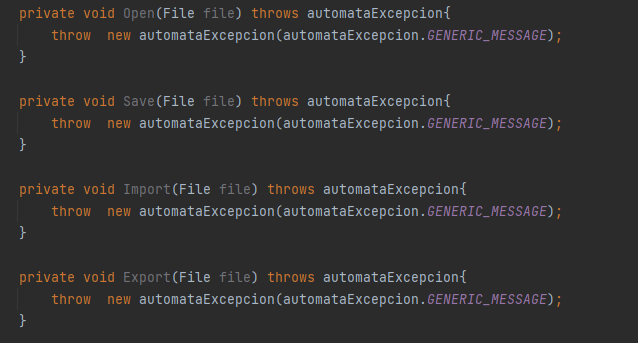 private void Open(File file) throws automataExcepcion{
    throw  new automataExcepcion(automataExcepcion.GENERIC_MESSAGE);
}
private void Save(File file) throws automataExcepcion{
    throw  new automataExcepcion(automataExcepcion.GENERIC_MESSAGE);
}
private void Import(File file) throws automataExcepcion{
    throw  new automataExcepcion(automataExcepcion.GENERIC_MESSAGE);
}
private void Export(File file) throws automataExcepcion{
    throw  new automataExcepcion(automataExcepcion.GENERIC_MESSAGE);
}